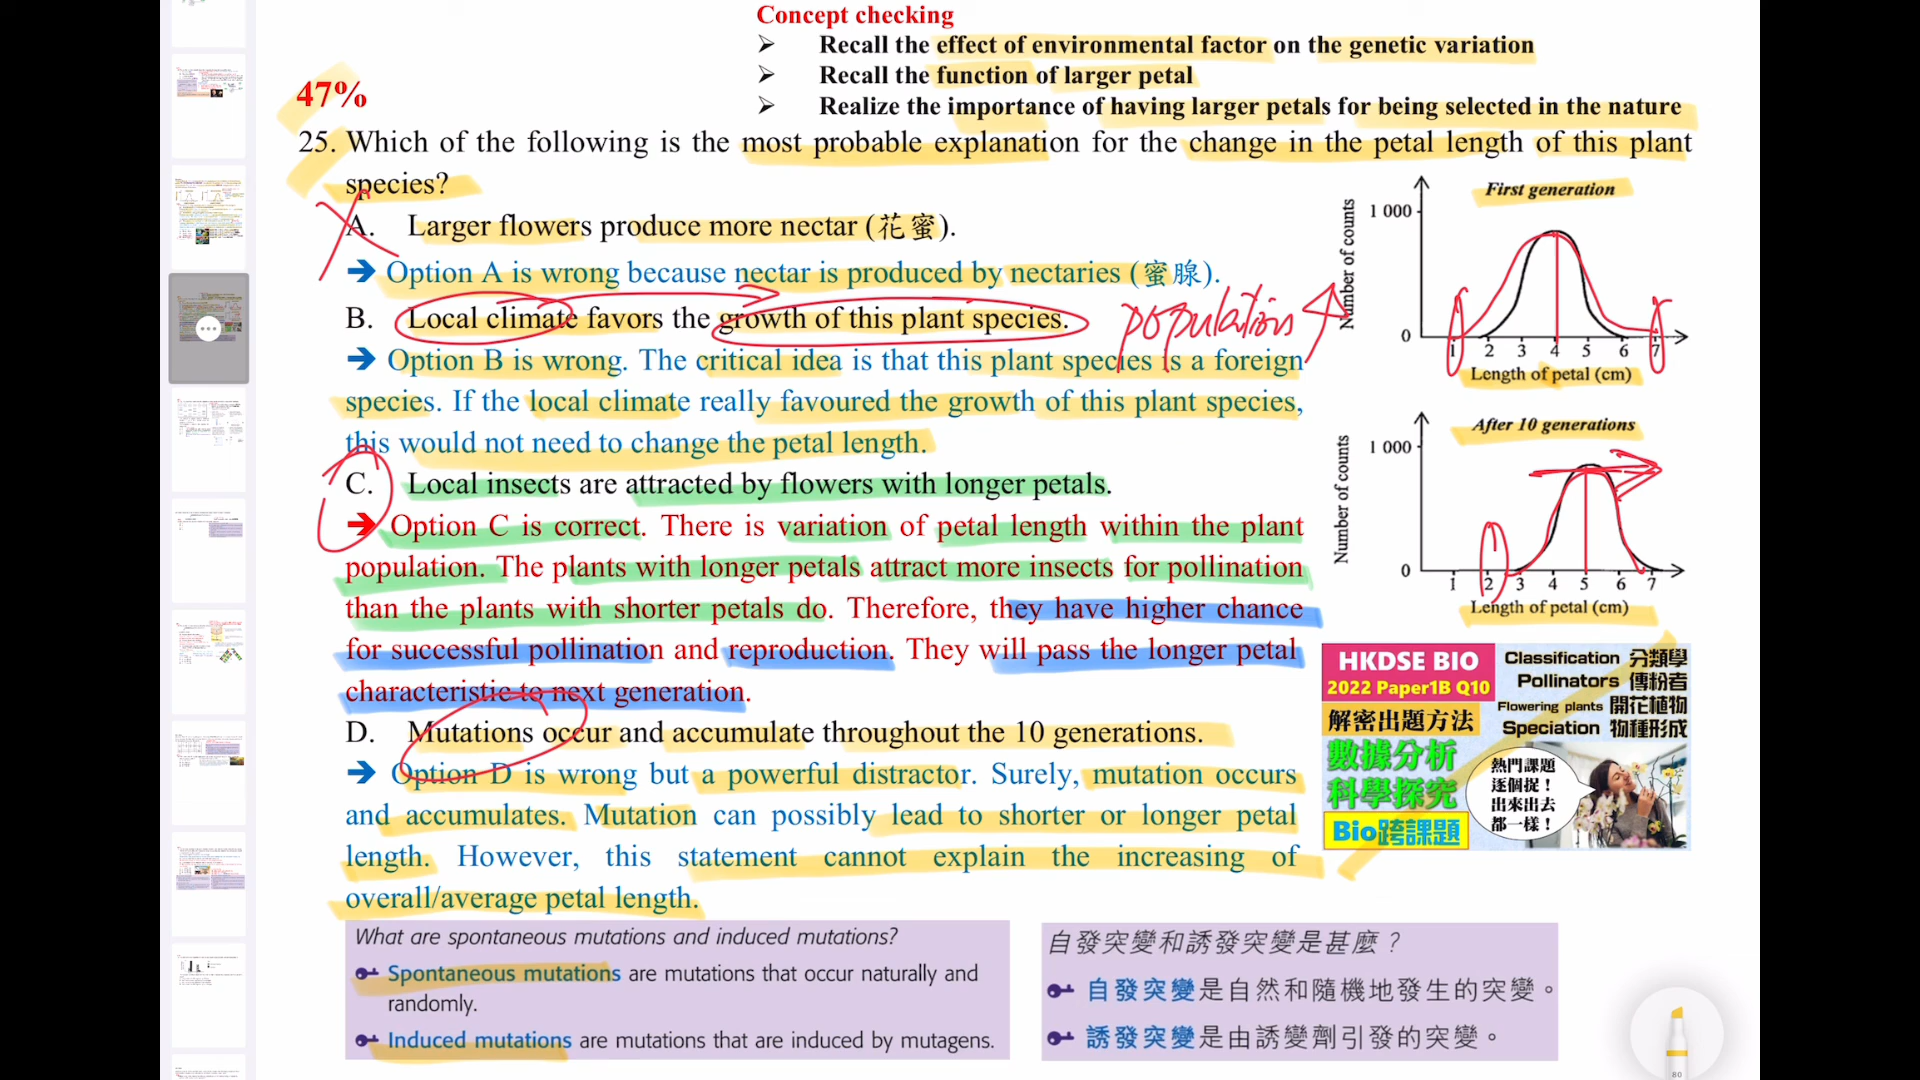 Concept checking
➢ Recall the effect of environmental factor on the genetic variation
➢ Recall the function of larger petal
➢ Realize the importance of having larger petals for being selected in the nature
47%
25. Which of the following is the most probable explanation for the change in the petal length of this plant
species?
A. Larger flowers produce more nectar (花蜜).
➔ Option A is wrong because nectar is produced by nectaries (蜜腺).
B. Local climate favors the growth of this plant species.
population
➔ Option B is wrong. The critical idea is that this plant species is a foreign
species. If the local climate really favoured the growth of this plant species,
this would not need to change the petal length.
C. Local insects are attracted by flowers with longer petals.
➔ Option C is correct. There is variation of petal length within the plant
population. The plants with longer petals attract more insects for pollination
than the plants with shorter petals do. Therefore, they have higher chance
for successful pollination and reproduction. They will pass the longer petal
characteristic to next generation.
D. Mutations occur and accumulate throughout the 10 generations.
➔ Option D is wrong but a powerful distractor. Surely, mutation occurs
and accumulates. Mutation can possibly lead to shorter or longer petal
length. However, this statement cannot explain the increasing of
overall/average petal length.
First generation
Number of counts
1 000
0
1 2 3 4 5 6 7
Length of petal (cm)
After 10 generations
Number of counts
1 000
0
1 2 3 4 5 6 7
Length of petal (cm)
HKDSE BIO
2022 Paper1B Q10
解密出題方法
數據分析
科學探究
Bio跨課題
Classification 分類學
Pollinators 傳粉者
Flowering plants 開花植物
Speciation 物種形成
熱門課題
逐個捉！
出來出去
都一樣！
What are spontaneous mutations and induced mutations?
Spontaneous mutations are mutations that occur naturally and
randomly.
Induced mutations are mutations that are induced by mutagens.
自發突變和誘發突變是甚麼？
自發突變是自然和隨機地發生的突變。
誘發突變是由誘變劑引發的突變。
80